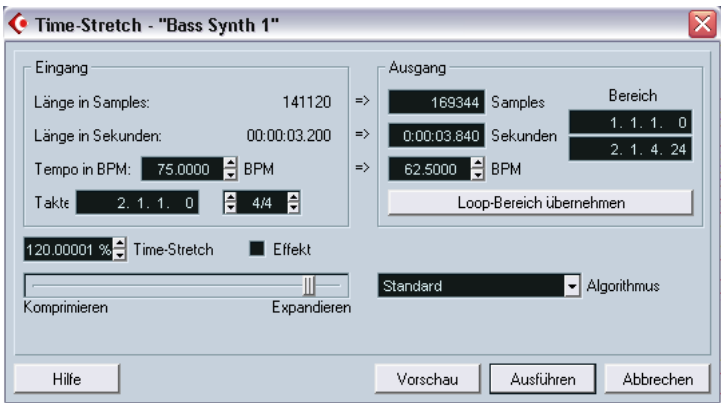 Time-Stretch - "Bass Synth 1"
Eingang
Ausgang
Länge in Samples: 141120 => 169344 Samples
Bereich
1. 1. 1. 0
Länge in Sekunden: 00:00:03.200 => 0:00:03.840 Sekunden
2. 1. 4. 24
Tempo in BPM: 75.0000 BPM => 62.5000 BPM
Takte 2. 1. 1. 0 4/4
Loop-Bereich übernehmen
120.00001 % Time-Stretch Effekt
Standard Algorithmus
Komprimieren Expandieren
Hilfe Vorschau Ausführen Abbrechen